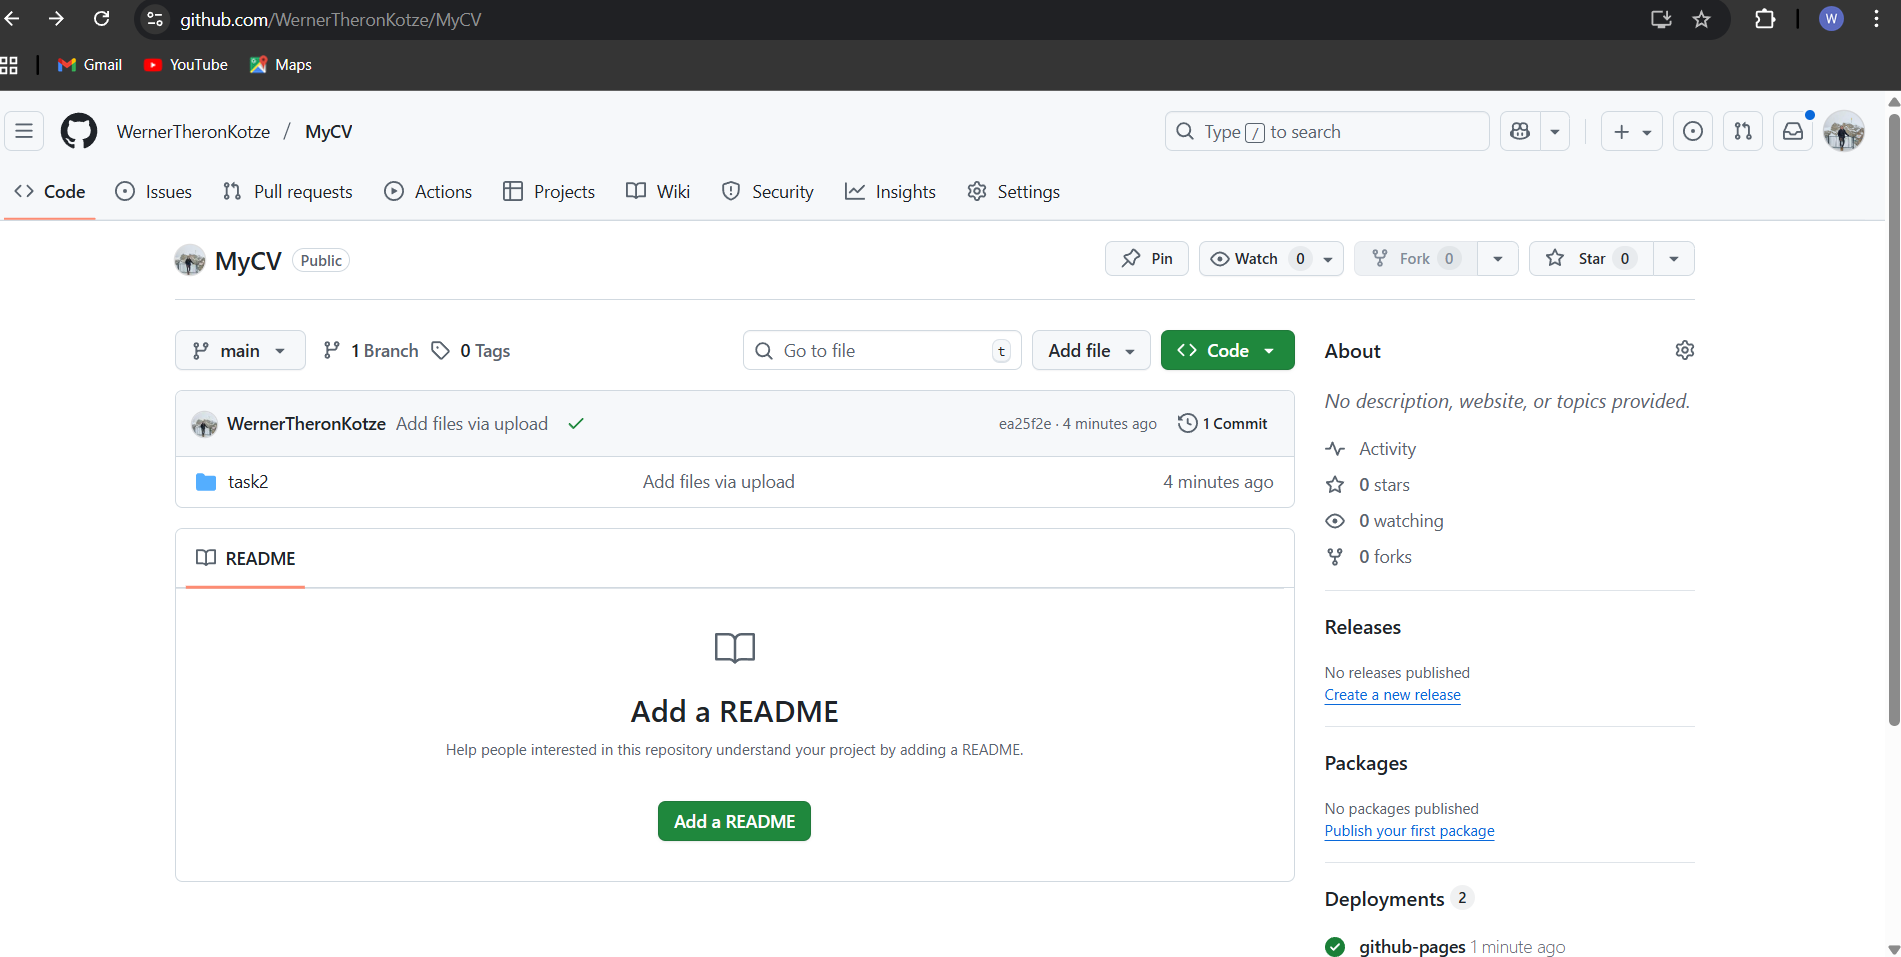 github.com/WernerTheronKotze/MyCV
W
Gmail YouTube Maps
WernerTheronKotze / MyCV
Type / to search
Code Issues Pull requests Actions Projects Wiki Security Insights Settings
MyCV Public
Pin Watch 0 Fork 0 Star 0
main 1 Branch 0 Tags
Go to file t Add file Code
WernerTheronKotze Add files via upload ea25f2e · 4 minutes ago 1 Commit
task2 Add files via upload 4 minutes ago
README
Add a README
Help people interested in this repository understand your project by adding a README.
Add a README
About
No description, website, or topics provided.
Activity
0 stars
0 watching
0 forks
Releases
No releases published
Create a new release
Packages
No packages published
Publish your first package
Deployments 2
github-pages 1 minute ago